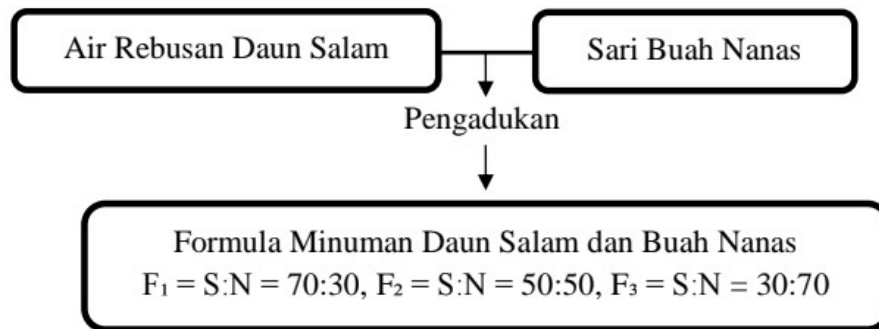 Air Rebusan Daun Salam
Sari Buah Nanas
Pengadukan
Formula Minuman Daun Salam dan Buah Nanas
F₁ = S:N = 70:30, F₂ = S:N = 50:50, F₃ = S:N = 30:70